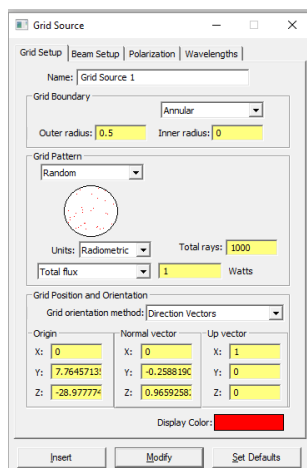 Grid Source
Grid Setup Beam Setup Polarization Wavelengths
Name: Grid Source 1
Grid Boundary
Annular
Outer radius: 0.5 Inner radius: 0
Grid Pattern
Random
Units: Radiometric Total rays: 1000
Total flux 1 Watts
Grid Position and Orientation
Grid orientation method: Direction Vectors
Origin Normal vector Up vector
X: 0 X: 0 X: 1
Y: 7.76457135 Y: -0.2588190 Y: 0
Z: -28.977774 Z: 0.96592582 Z: 0
Display Color:
Insert Modify Set Defaults